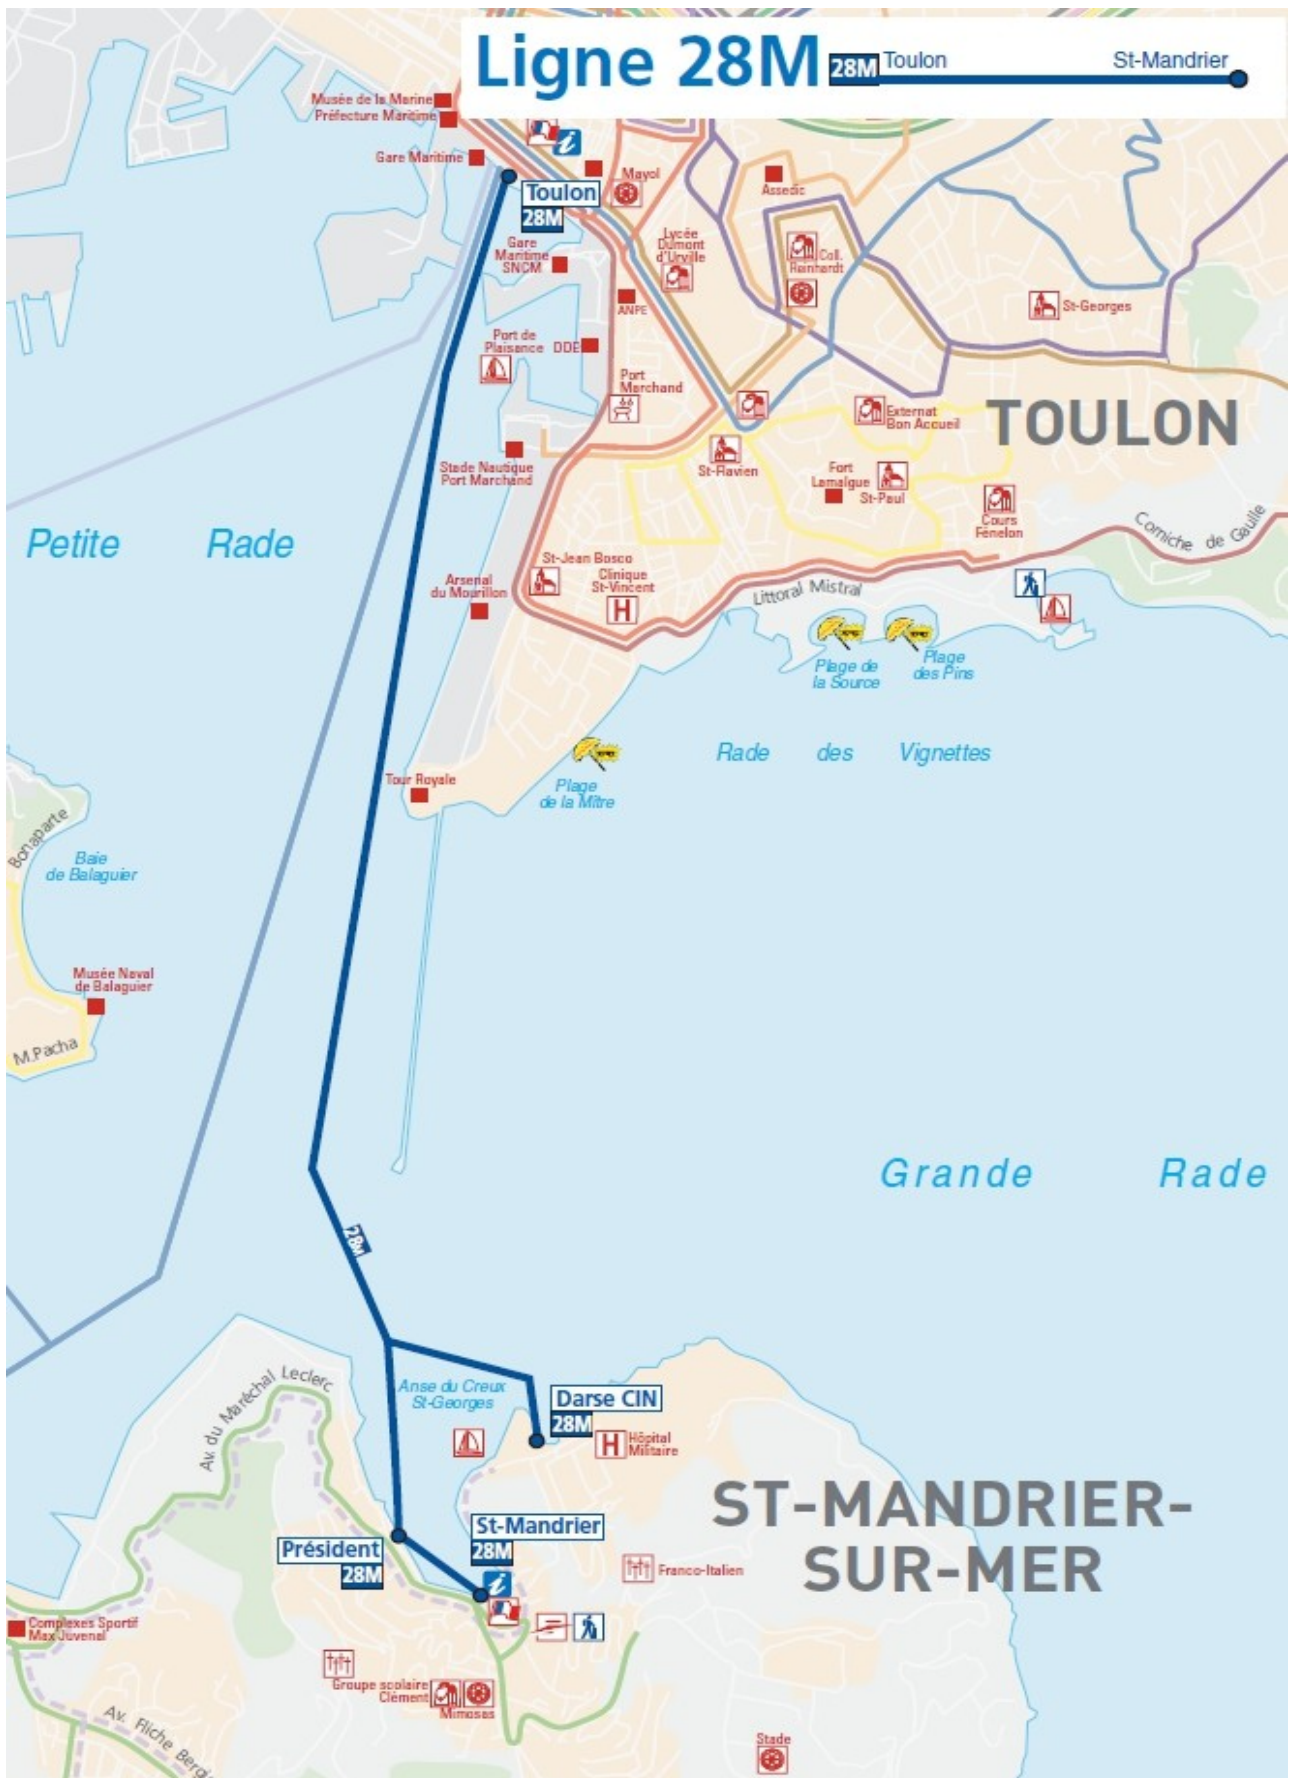 Ligne 28M
28M
Toulon
St-Mandrier
Musée de la Marine
Préfecture Maritime
Gare Maritime
Toulon
28M
Mayol
Assedic
Gare
Maritime
SNCM
Lycée
Dumont
d'Urville
Coll.
Reinhardt
ANPE
St-Georges
Port de
Plaisance
DDE
Port
Marchand
Externat
Bon Accueil
TOULON
Stade Nautique
Port Marchand
St-Flavien
Fort
Lamalgue
St-Paul
Cours
Fénelon
Corniche de Gaulle
Petite Rade
St-Jean Bosco
Clinique
St-Vincent
H
Arsenal
du Mourillon
Littoral Mistral
Plage de
la Source
Plage
des Pins
Rade des Vignettes
Tour Royale
Plage
de la Mitre
Bonaparte
Baie
de Balaguier
Musée Naval
de Balaguier
M.Pacha
Grande Rade
28M
Av. du Maréchal Leclerc
Anse du Creux
St-Georges
Darse CIN
28M
H
Hôpital
Militaire
ST-MANDRIER-
SUR-MER
St-Mandrier
28M
Président
28M
Franco-Italien
Complexes Sportif
Max Juvenal
Groupe scolaire
Clément
Mimosas
Av. Fliche Bergis
Stade